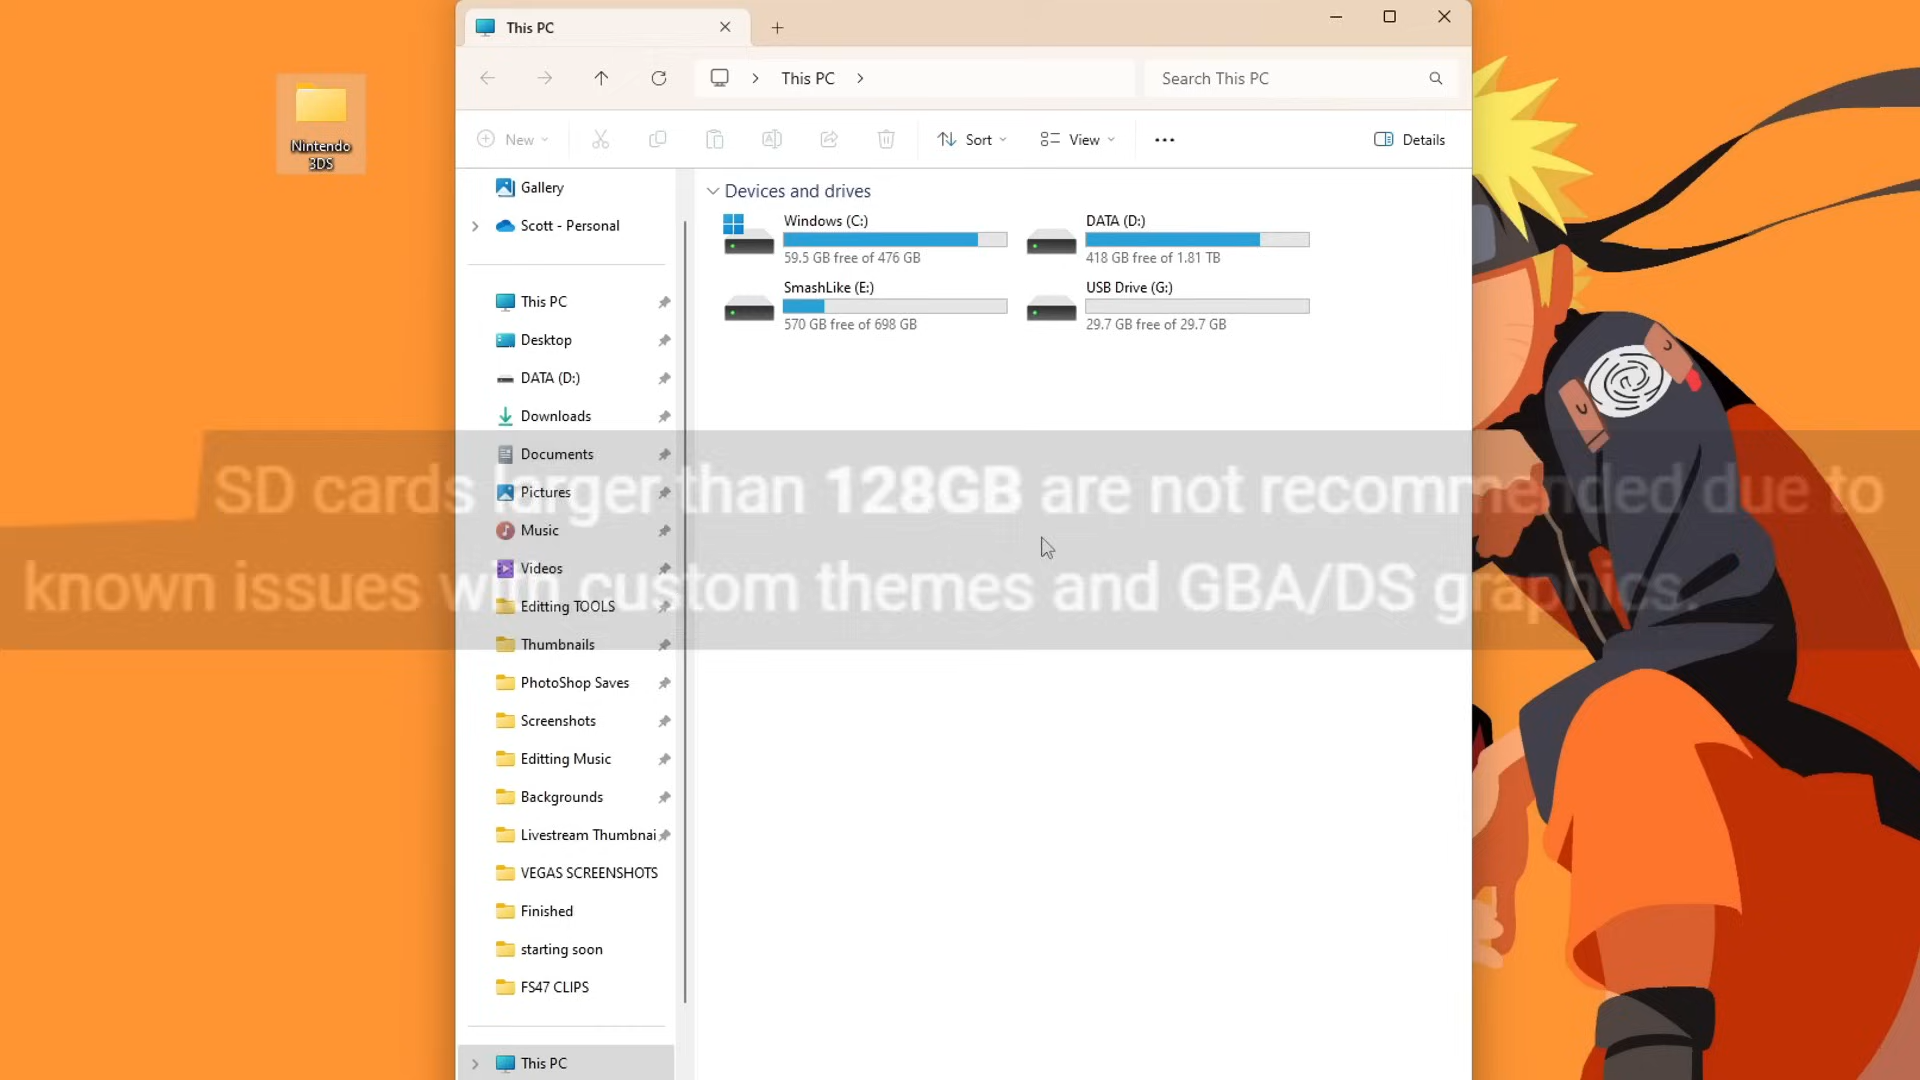 This PC
This PC
Search This PC
New
Sort
View
Details
Nintendo
3DS
Gallery
Scott - Personal
This PC
Desktop
DATA (D:)
Downloads
Documents
Pictures
Music
Videos
Editting TOOLS
Thumbnails
PhotoShop Saves
Screenshots
Editting Music
Backgrounds
Livestream Thumbnai
VEGAS SCREENSHOTS
Finished
starting soon
FS47 CLIPS
This PC
Devices and drives
Windows (C:)
59.5 GB free of 476 GB
DATA (D:)
418 GB free of 1.81 TB
SmashLike (E:)
570 GB free of 698 GB
USB Drive (G:)
29.7 GB free of 29.7 GB
SD cards larger than 128GB are not recommended due to
known issues with custom themes and GBA/DS graphics.